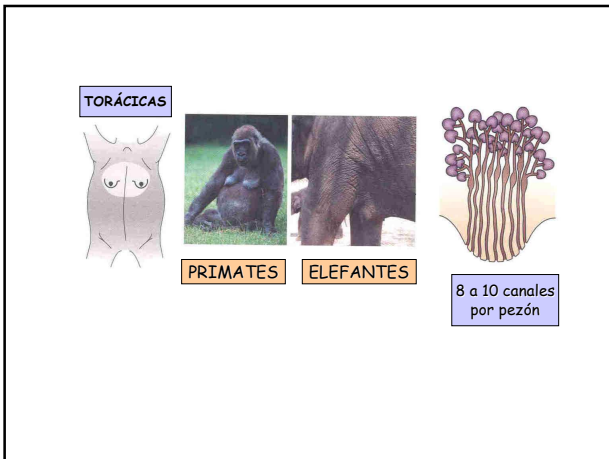 TORÁCICAS
PRIMATES
ELEFANTES
8 a 10 canales
por pezón